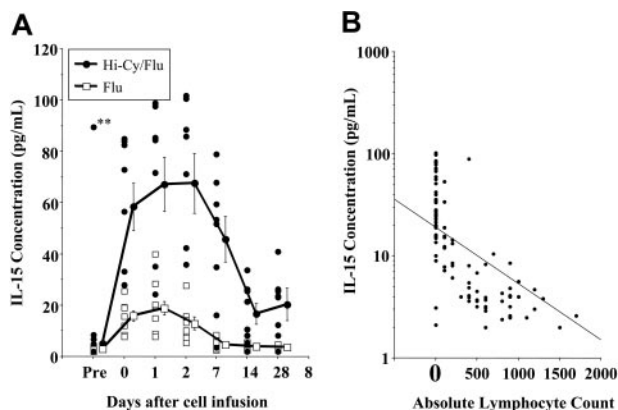 A
IL-15 Concentration (pg/mL)
120
100
80
60
40
20
0
Hi-Cy/Flu
Flu
**
Pre 0 1 2 7 14 28 8
Days after cell infusion
B
IL-15 Concentration (pg/mL)
1000
100
10
1
0 500 1000 1500 2000
Absolute Lymphocyte Count